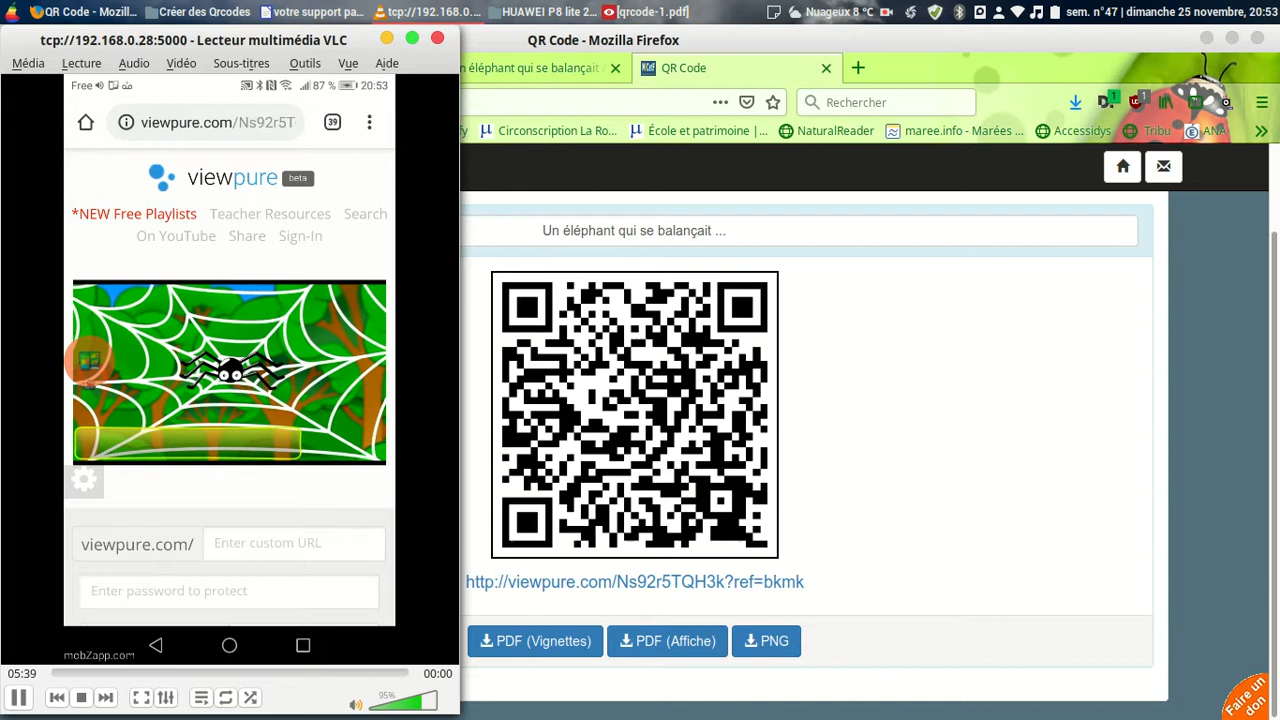 QR Code - Mozill...
Créer des Qrcodes
votre support pa...
tcp://192.168.0....
HUAWEI P8 lite 2...
[qrcode-1.pdf]
Nuageux 8 °C
sem. n°47 | dimanche 25 novembre, 20:53
tcp://192.168.0.28:5000 - Lecteur multimédia VLC
QR Code - Mozilla Firefox
Média Lecture Audio Vidéo Sous-titres Outils Vue Aide
n éléphant qui se balançait
QR Code
Free 87 % 20:53
viewpure.com/Ns92r5T
39
Rechercher
1
1
Circonscription La Ro...
École et patrimoine |...
NaturalReader
maree.info - Marées ...
Accessidys
Tribu
ANA
viewpure beta
*NEW Free Playlists Teacher Resources Search
On YouTube Share Sign-In
Un éléphant qui se balançait ...
viewpure.com/ Enter custom URL
Enter password to protect
http://viewpure.com/Ns92r5TQH3k?ref=bkmk
PDF (Vignettes)
PDF (Affiche)
PNG
mobZapp.com
05:39
00:00
95%
Faire un don